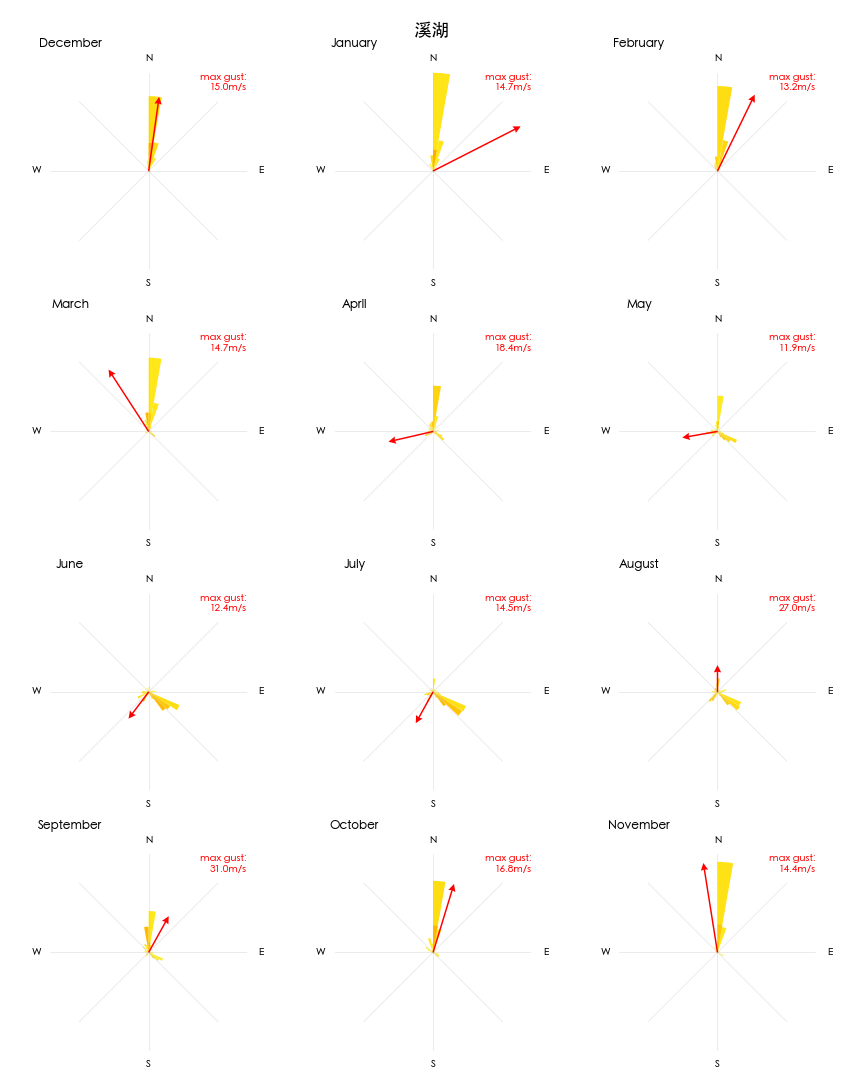 溪湖
December
N
max gust:
15.0m/s
W
E
S
January
N
max gust:
14.7m/s
W
E
S
February
N
max gust:
13.2m/s
W
E
S
March
N
max gust:
14.7m/s
W
E
S
April
N
max gust:
18.4m/s
W
E
S
May
N
max gust:
11.9m/s
W
E
S
June
N
max gust:
12.4m/s
W
E
S
July
N
max gust:
14.5m/s
W
E
S
August
N
max gust:
27.0m/s
W
E
S
September
N
max gust:
31.0m/s
W
E
S
October
N
max gust:
16.8m/s
W
E
S
November
N
max gust:
14.4m/s
W
E
S